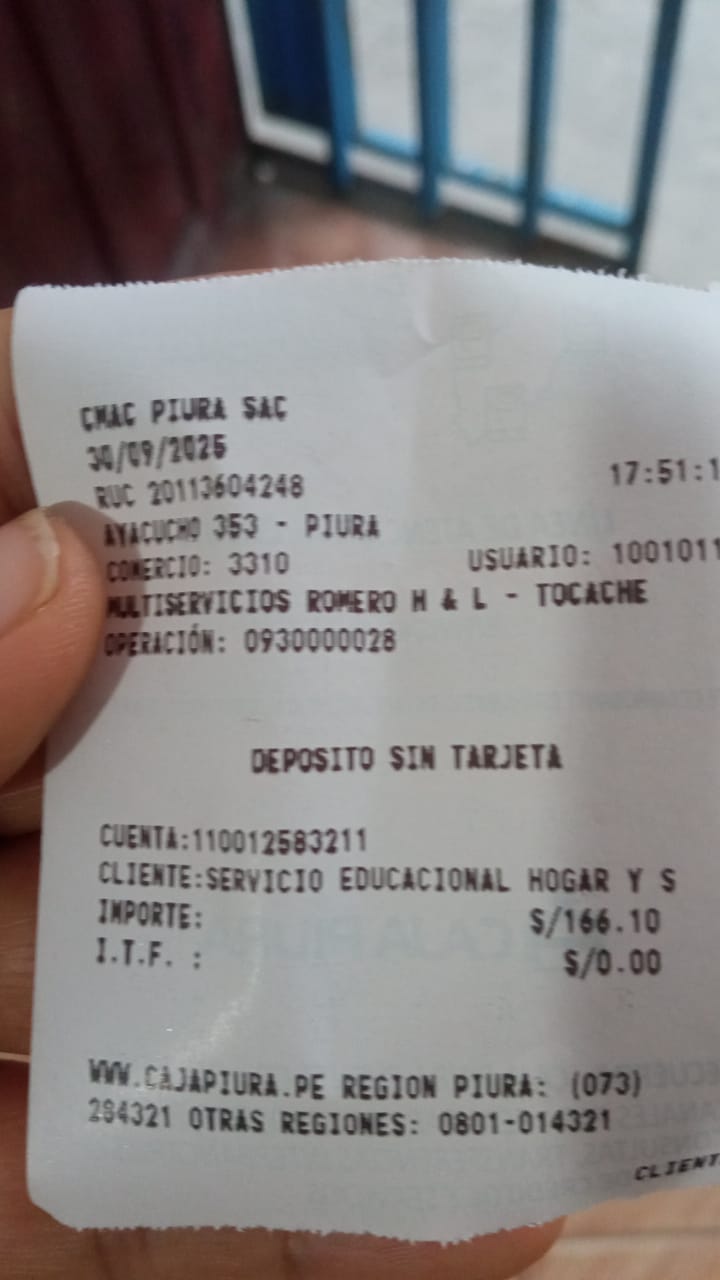 CMAC PIURA SAC
30/09/2025
17:51:1
RUC 20113604248
AYACUCHO 353 - PIURA
COMERCIO: 3310 USUARIO: 1001011
MULTISERVICIOS ROMERO H & L - TOCACHE
OPERACIÓN: 0930000028
DEPOSITO SIN TARJETA
CUENTA:110012583211
CLIENTE:SERVICIO EDUCACIONAL HOGAR Y S
IMPORTE: S/166.10
I.T.F. : S/0.00
WWW.CAJAPIURA.PE REGION PIURA: (073)
284321 OTRAS REGIONES: 0801-014321
CLIENT